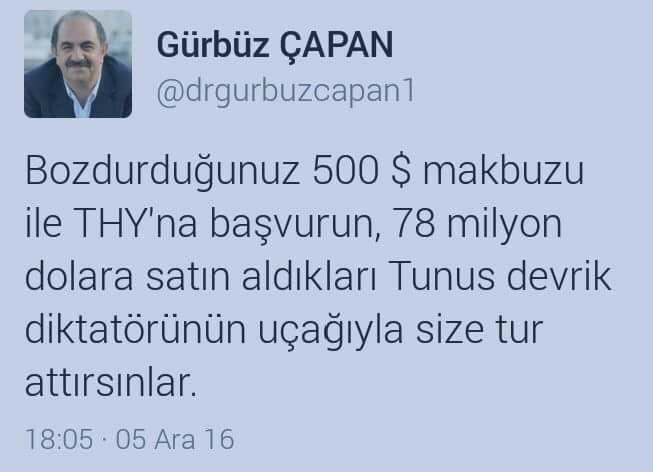 Gürbüz ÇAPAN
@drgurbuzcapan1
Bozdurduğunuz 500 $ makbuzu
ile THY'na başvurun, 78 milyon
dolara satın aldıkları Tunus devrik
diktatörünün uçağıyla size tur
attırsınlar.
18:05 · 05 Ara 16